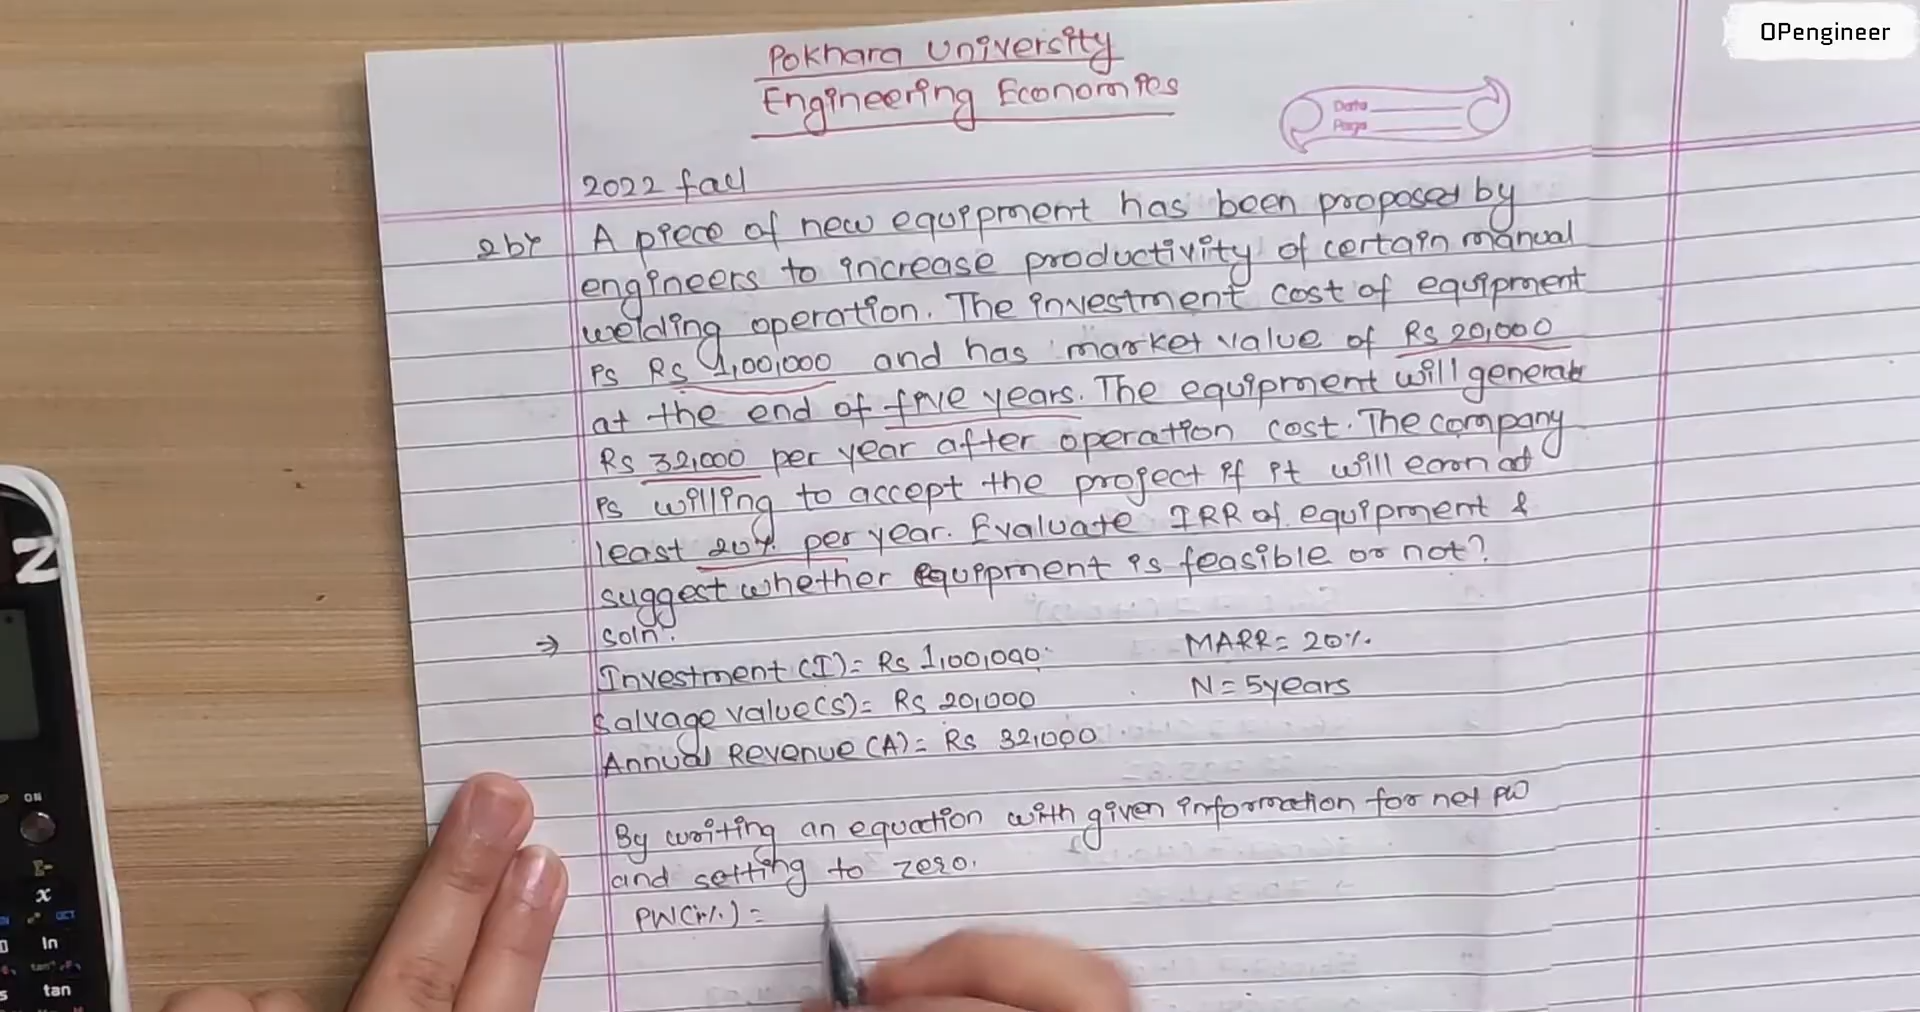 OPengineer
Pokhara University
Engineering Economics
Date
Page
2022 fall
2b) A piece of new equipment has been proposed by
engineers to increase productivity of certain manual
welding operation. The investment cost of equipment
is Rs 1,00,000 and has market value of Rs 20,000
at the end of five years. The equipment will generate
Rs 32,000 per year after operation cost. The company
is willing to accept the project if it will earn at
least 20% per year. Evaluate IRR of equipment &
suggest whether equipment is feasible or not?
⇒ Soln:
Investment (I) = Rs 1,00,000. MARR = 20%.
Salvage value(s) = Rs 20,000 N = 5years
Annual Revenue (A) = Rs 32,000
By writing an equation with given information for net PW
and setting to zero.
PW(i%) =
N
ON
x
ln
tan